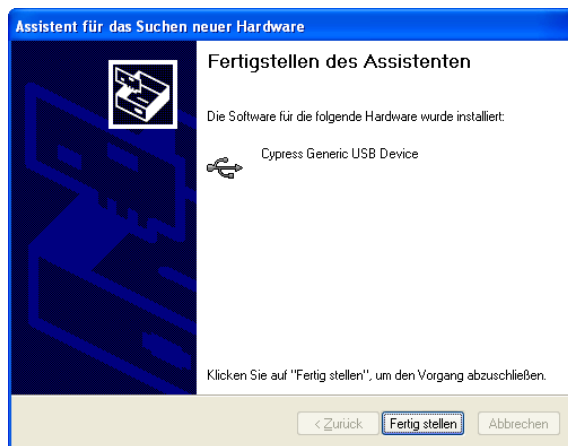 Assistent für das Suchen neuer Hardware
Fertigstellen des Assistenten
Die Software für die folgende Hardware wurde installiert:
Cypress Generic USB Device
Klicken Sie auf "Fertig stellen", um den Vorgang abzuschließen.
< Zurück Fertig stellen Abbrechen